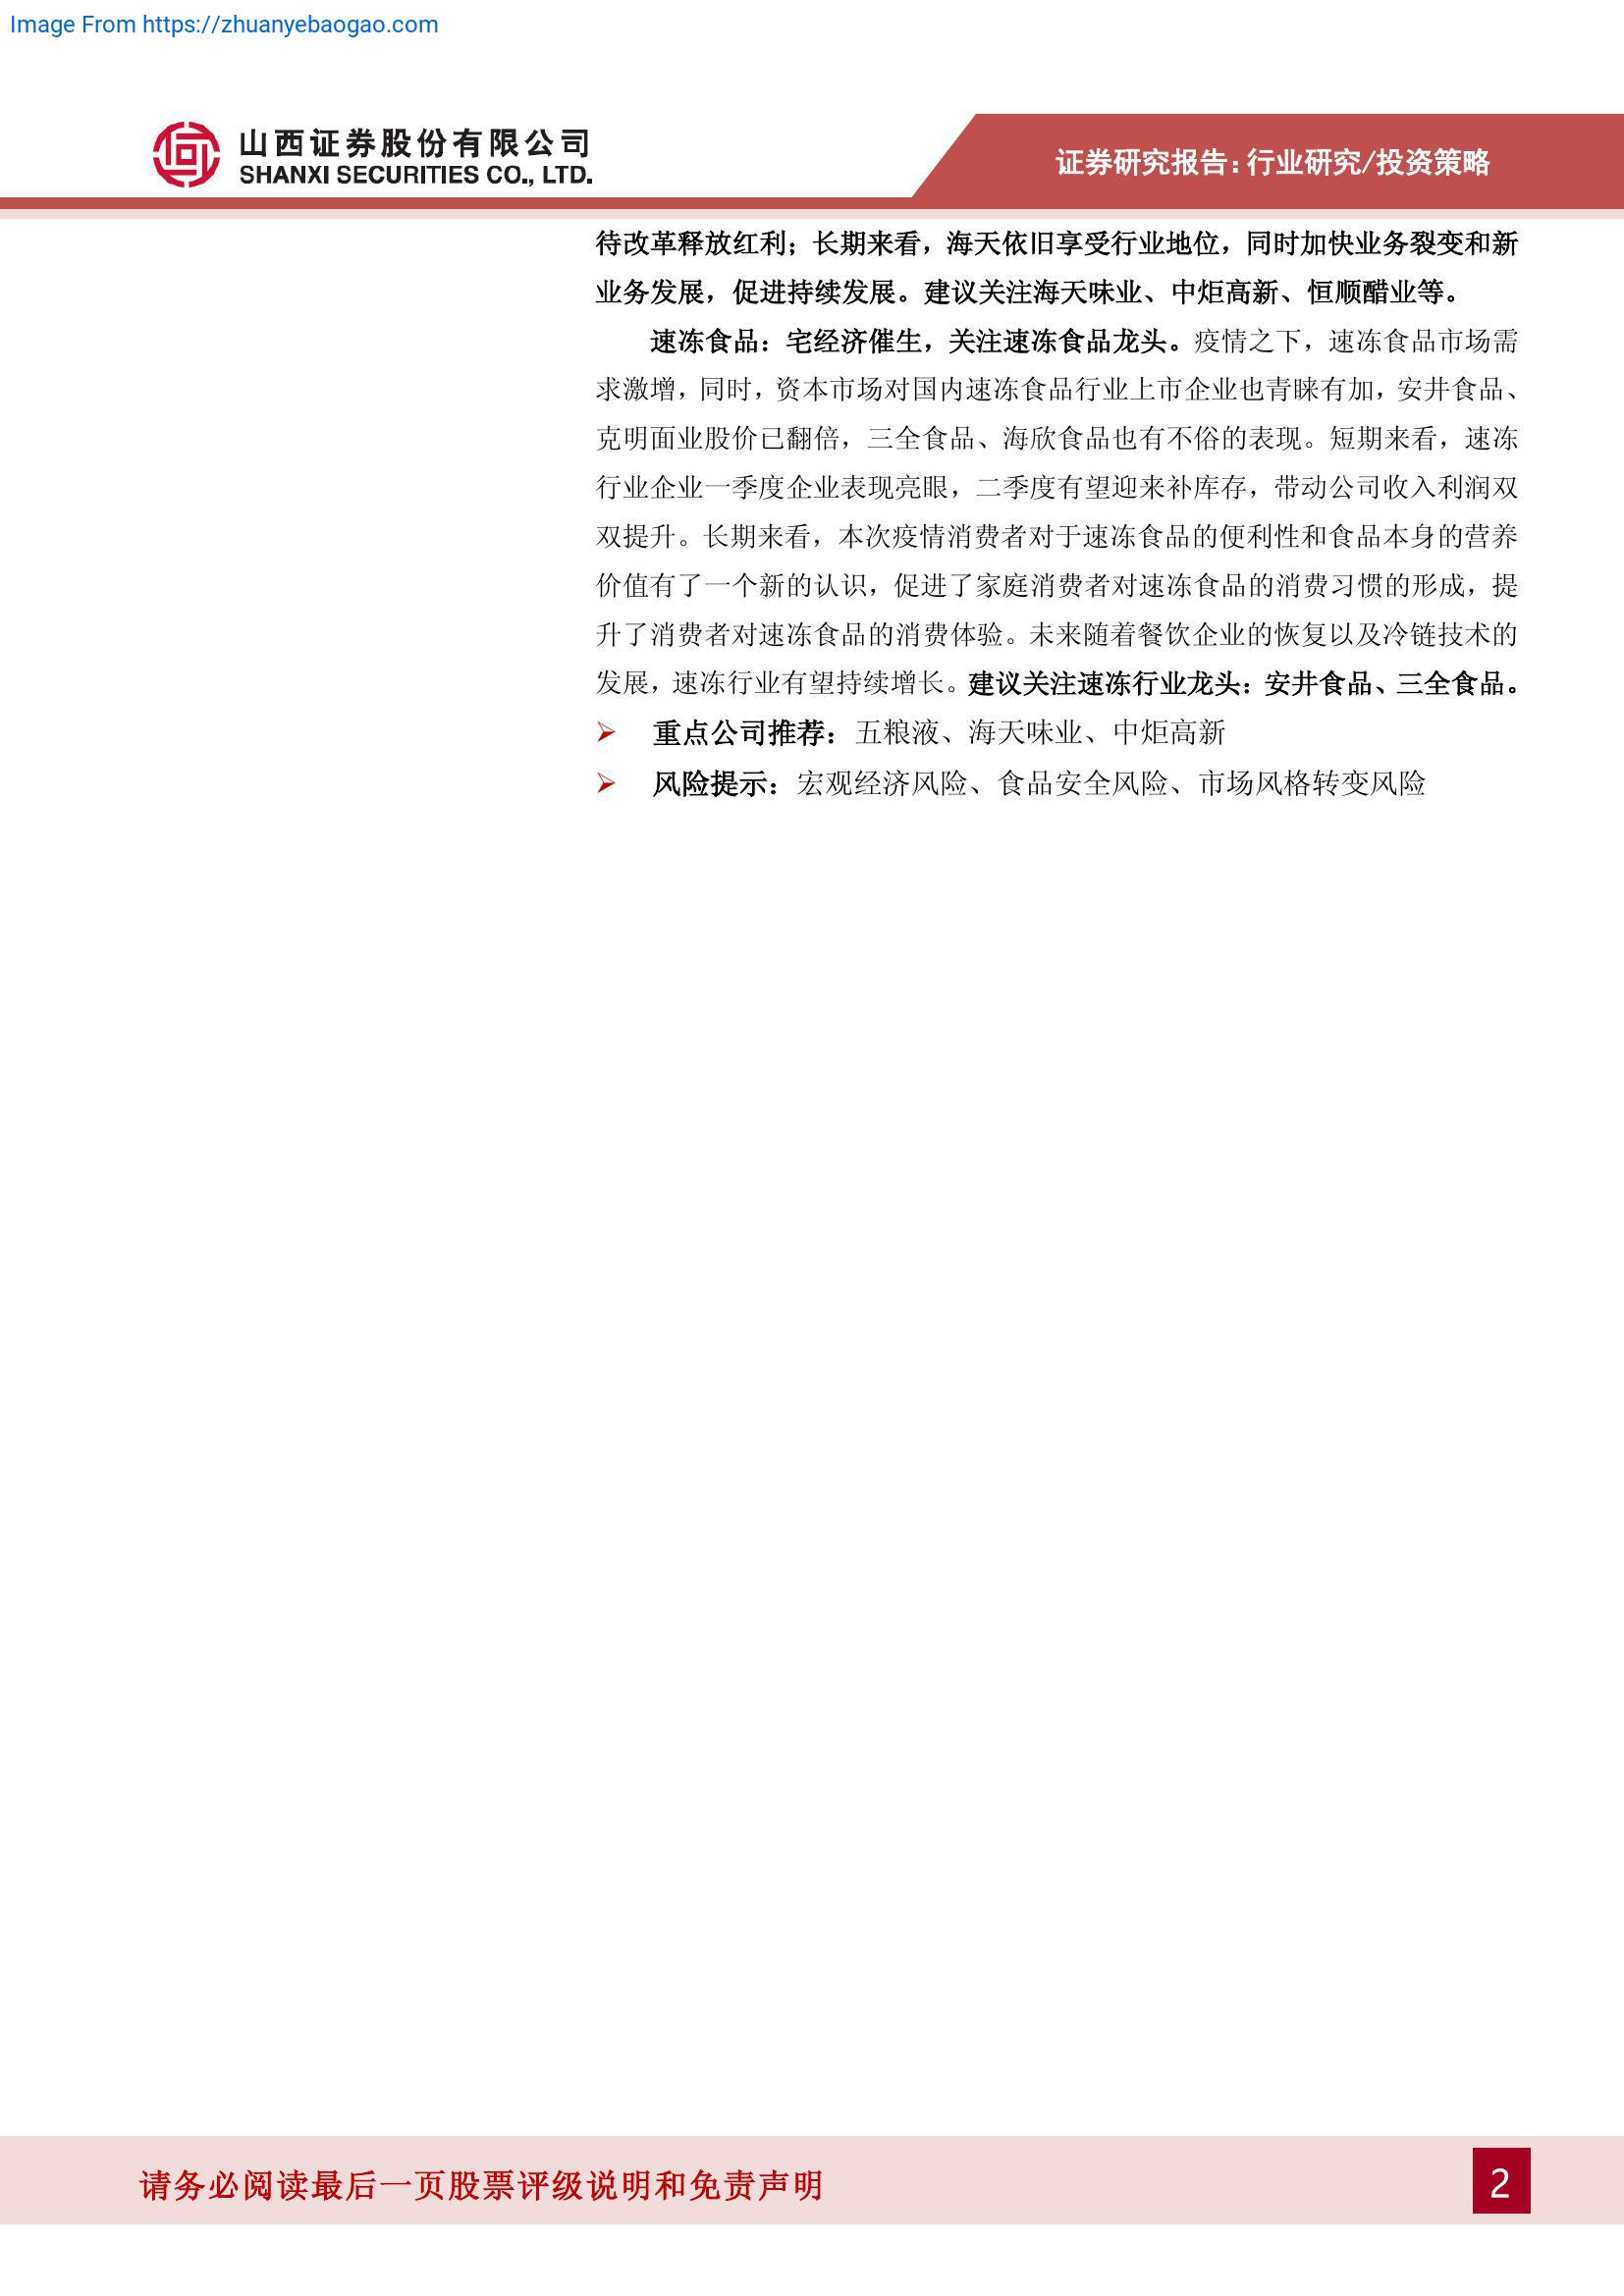 Image From https://zhuanyebaogao.com
山西证券股份有限公司
SHANXI SECURITIES CO., LTD.
证券研究报告：行业研究/投资策略
待改革释放红利；长期来看，海天依旧享受行业地位，同时加快业务裂变和新
业务发展，促进持续发展。建议关注海天味业、中炬高新、恒顺醋业等。
速冻食品：宅经济催生，关注速冻食品龙头。疫情之下，速冻食品市场需
求激增，同时，资本市场对国内速冻食品行业上市企业也青睐有加，安井食品、
克明面业股价已翻倍，三全食品、海欣食品也有不俗的表现。短期来看，速冻
行业企业一季度企业表现亮眼，二季度有望迎来补库存，带动公司收入利润双
双提升。长期来看，本次疫情消费者对于速冻食品的便利性和食品本身的营养
价值有了一个新的认识，促进了家庭消费者对速冻食品的消费习惯的形成，提
升了消费者对速冻食品的消费体验。未来随着餐饮企业的恢复以及冷链技术的
发展，速冻行业有望持续增长。建议关注速冻行业龙头：安井食品、三全食品。
重点公司推荐：五粮液、海天味业、中炬高新
风险提示：宏观经济风险、食品安全风险、市场风格转变风险
请务必阅读最后一页股票评级说明和免责声明
2